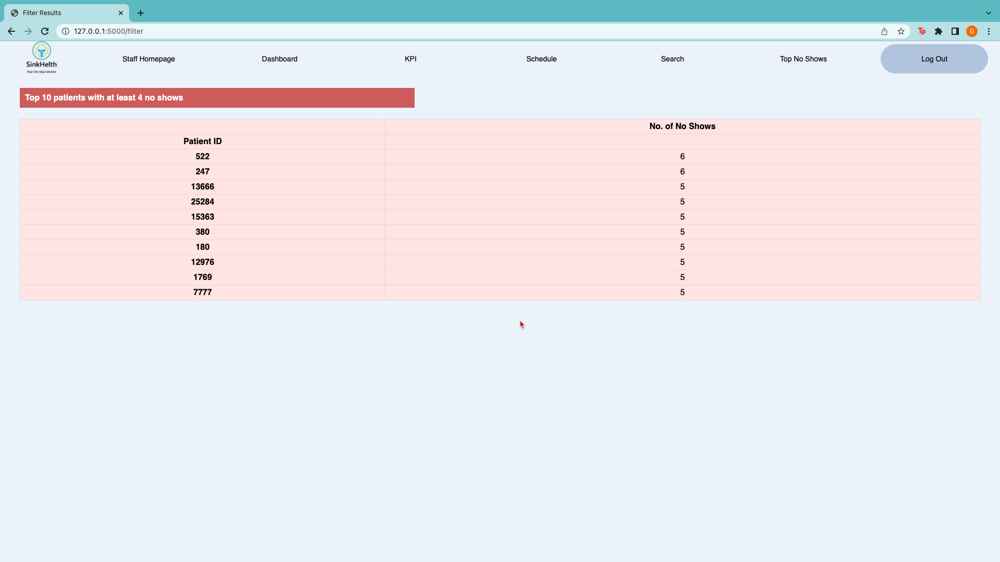 Filter Results
127.0.0.1:5000/filter
Tp
G
SinkHelth
Your One Stop Solution
Staff Homepage
Dashboard
KPI
Schedule
Search
Top No Shows
Log Out
Top 10 patients with at least 4 no shows
No. of No Shows
Patient ID
522 6
247 6
13666 5
25284 5
15363 5
380 5
180 5
12976 5
1769 5
7777 5